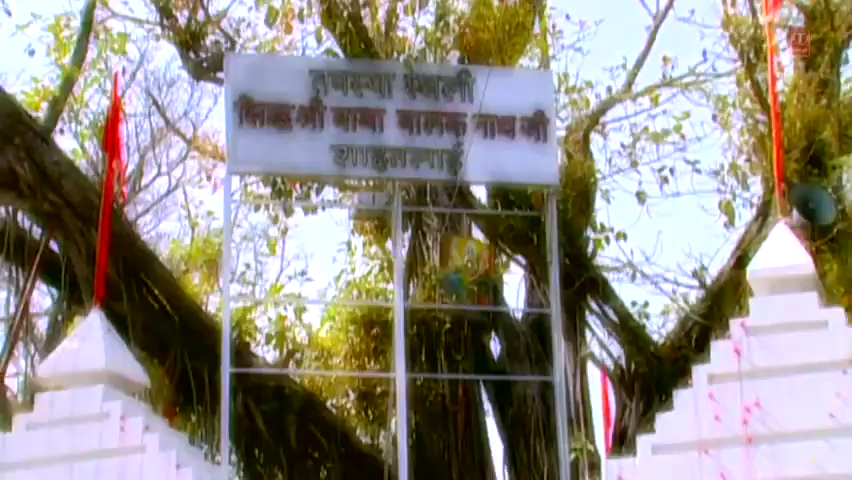 तपस्या स्थली
सिद्ध श्री बाबा बालक नाथ जी
शाहतलाई